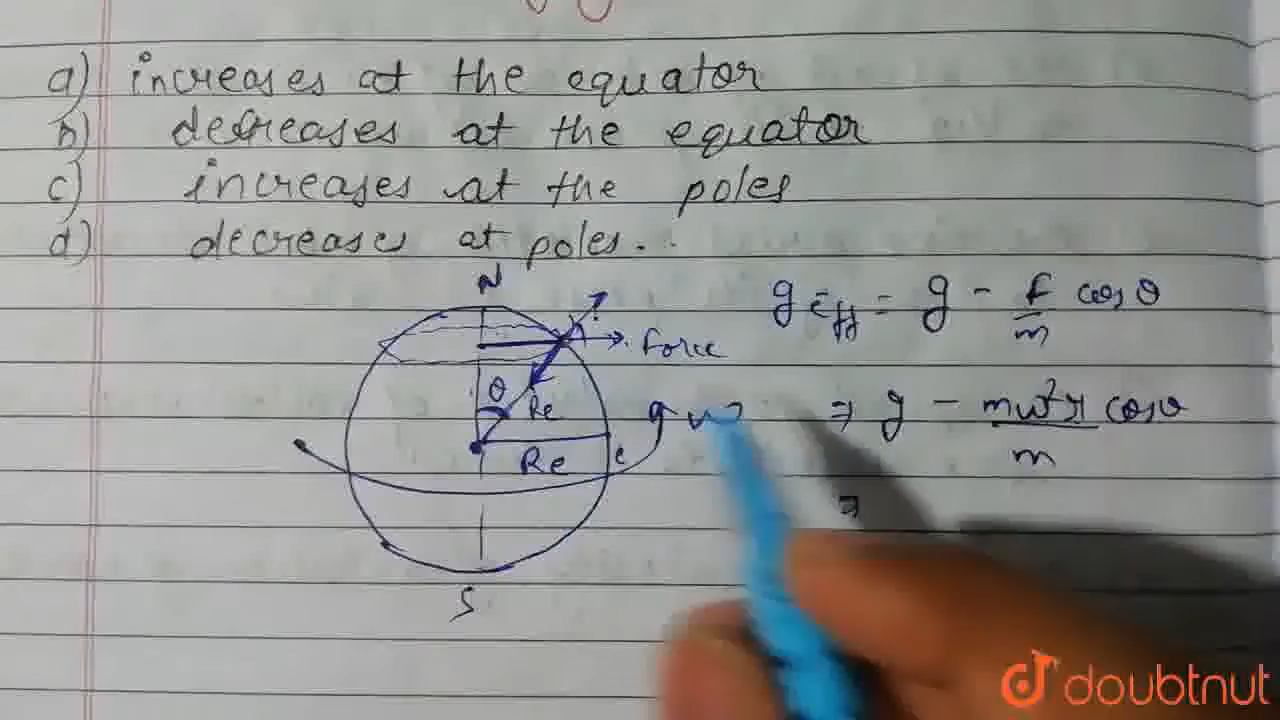 a) increases at the equator
b) decreases at the equator
c) increases at the poles
d) decreases at poles.
N
g eff = g - F/m cos θ
? 
Force
θ
Re
⇒ g - mω²r cos θ / m
Re
e
⇒
S
doubtnut